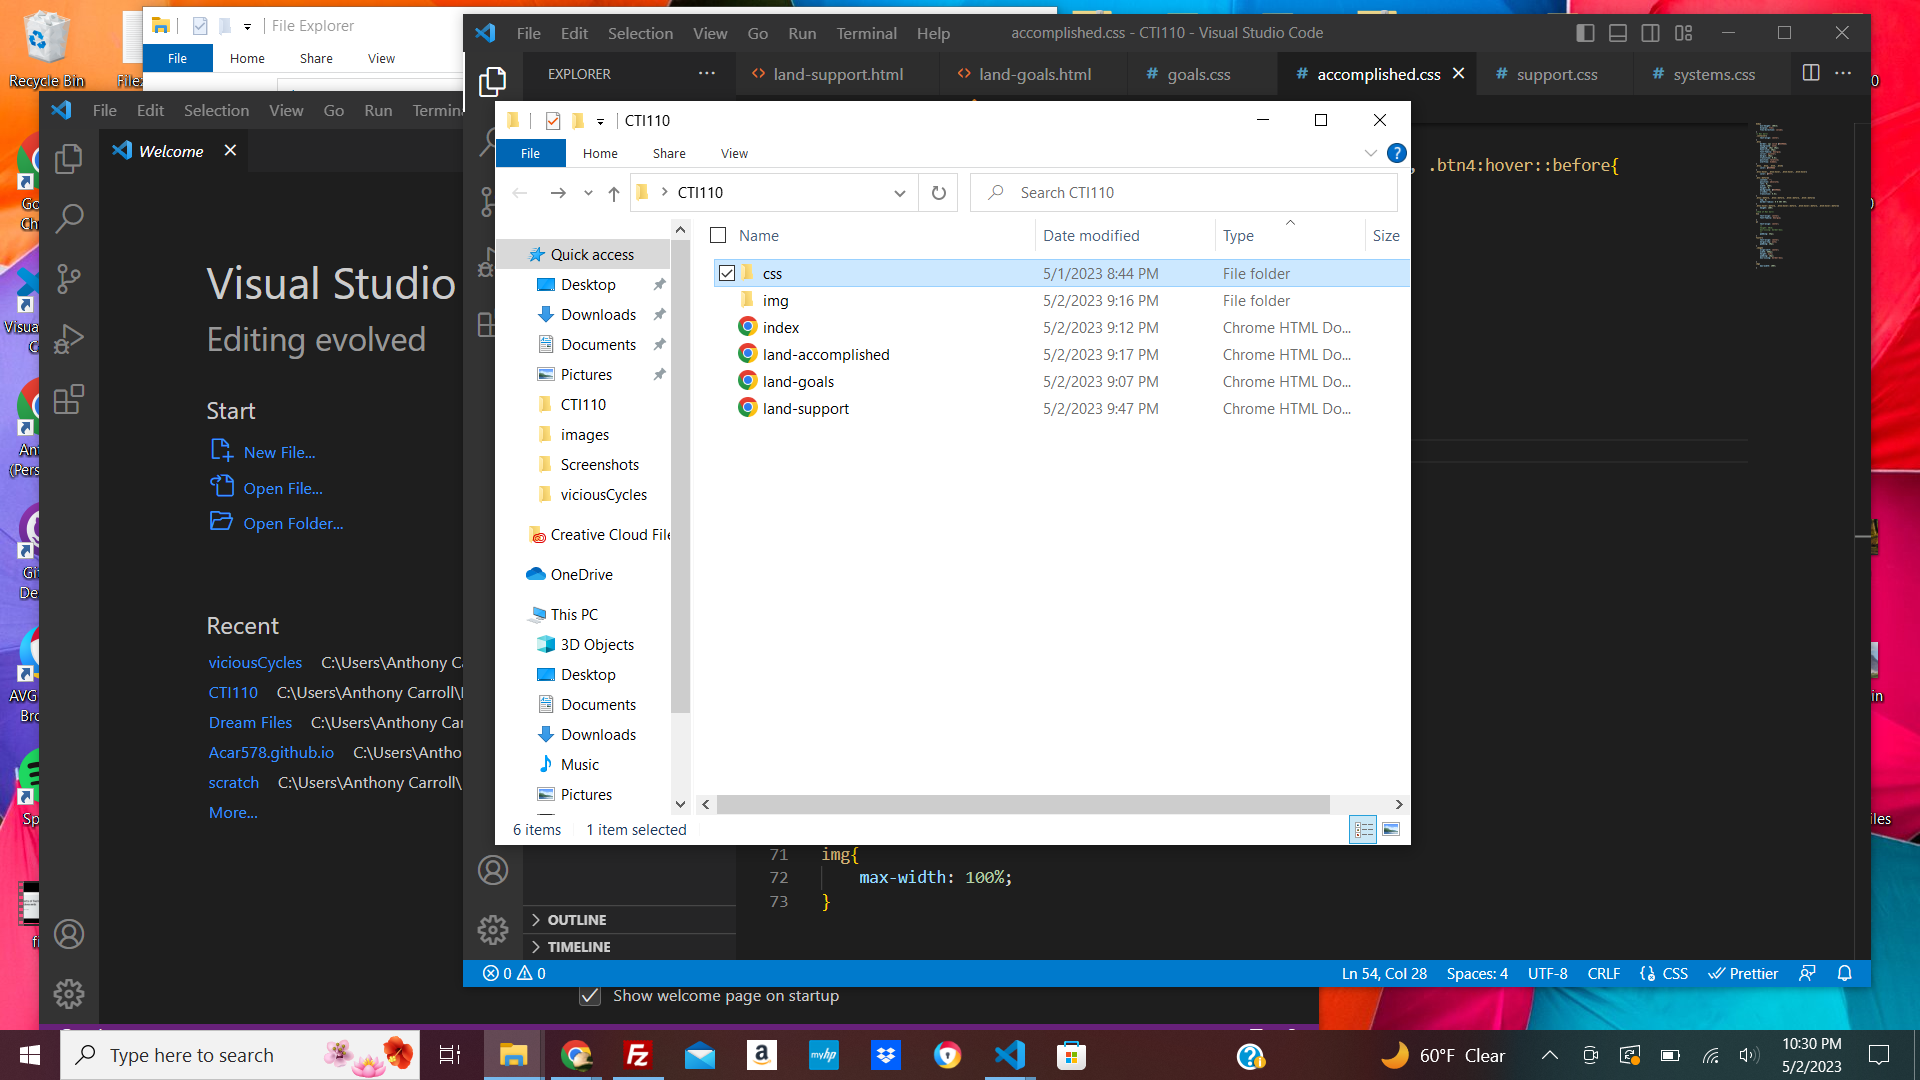 Recycle Bin
File Explorer
File
Home
Share
View
File
Edit
Selection
View
Go
Run
Terminal
Help
accomplished.css - CTI110 - Visual Studio Code
EXPLORER
land-support.html
land-goals.html
# goals.css
# accomplished.css
# support.css
# systems.css
, .btn4:hover::before{
File
Edit
Selection
View
Go
Run
Welcome
Visual Studio
Editing evolved
Start
New File...
Open File...
Open Folder...
Recent
viciousCycles
C:\Users\Anthony
CTI110
C:\Users\Anthony Carroll\
Dream Files
C:\Users\Anthony
Acar578.github.io
scratch
C:\Users\Anthony Carroll\
More...
CTI110
File
Home
Share
View
CTI110
Search CTI110
Quick access
Desktop
Downloads
Documents
Pictures
CTI110
images
Screenshots
viciousCycles
Creative Cloud
OneDrive
This PC
3D Objects
Desktop
Documents
Downloads
Music
Pictures
Name
Date modified
Type
Size
css
5/1/2023 8:44 PM
File folder
img
5/2/2023 9:16 PM
File folder
index
5/2/2023 9:12 PM
Chrome HTML Do...
land-accomplished
5/2/2023 9:17 PM
Chrome HTML Do...
land-goals
5/2/2023 9:07 PM
Chrome HTML Do...
land-support
5/2/2023 9:47 PM
Chrome HTML Do...
6 items
1 item selected
71 img{
72 max-width: 100%;
73 }
OUTLINE
TIMELINE
0 0
Ln 54, Col 28
Spaces: 4
UTF-8
CRLF
CSS
Prettier
Show welcome page on startup
Type here to search
60°F Clear
10:30 PM
5/2/2023